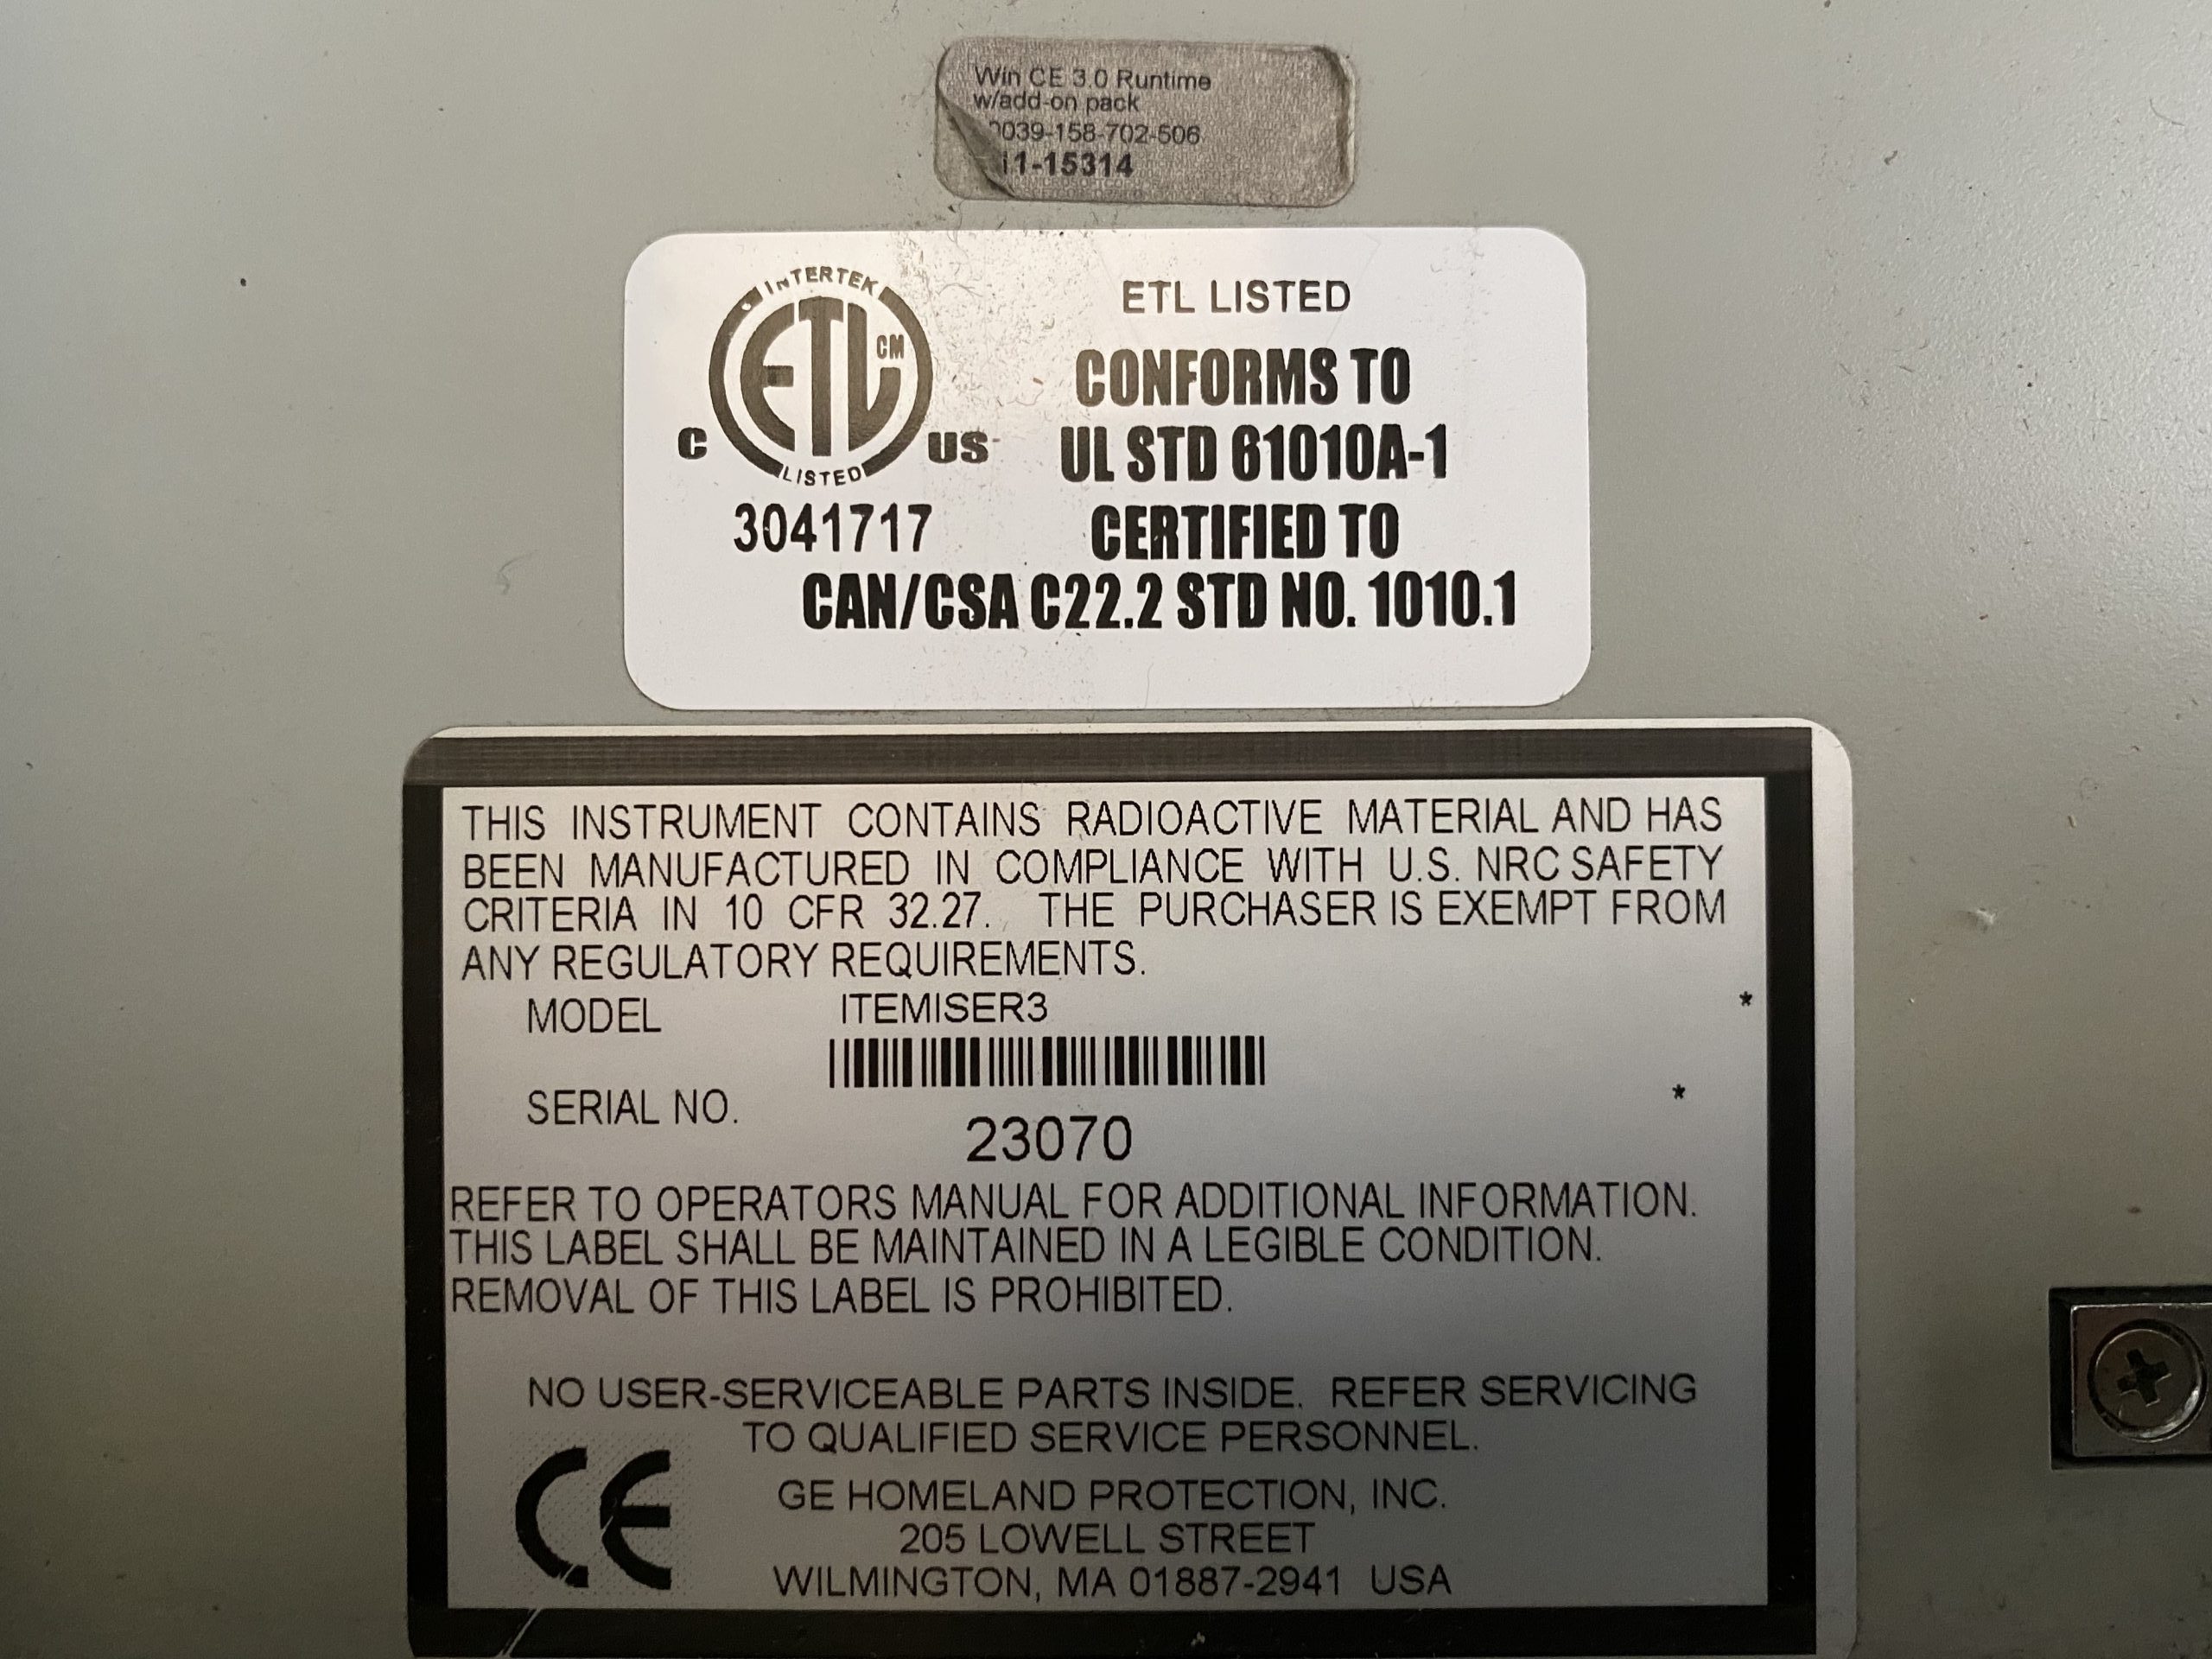 Win CE 3.0 Runtime
w/add-on pack
0039-158-702-506
11-15314
INTERTEK
ETL CM
LISTED
C US
3041717
ETL LISTED
CONFORMS TO
UL STD 61010A-1
CERTIFIED TO
CAN/CSA C22.2 STD NO. 1010.1
THIS INSTRUMENT CONTAINS RADIOACTIVE MATERIAL AND HAS
BEEN MANUFACTURED IN COMPLIANCE WITH U.S. NRC SAFETY
CRITERIA IN 10 CFR 32.27. THE PURCHASER IS EXEMPT FROM
ANY REGULATORY REQUIREMENTS.
MODEL ITEMISER3 *
SERIAL NO. *
23070
REFER TO OPERATORS MANUAL FOR ADDITIONAL INFORMATION.
THIS LABEL SHALL BE MAINTAINED IN A LEGIBLE CONDITION.
REMOVAL OF THIS LABEL IS PROHIBITED.
NO USER-SERVICEABLE PARTS INSIDE. REFER SERVICING
TO QUALIFIED SERVICE PERSONNEL.
CE
GE HOMELAND PROTECTION, INC.
205 LOWELL STREET
WILMINGTON, MA 01887-2941 USA